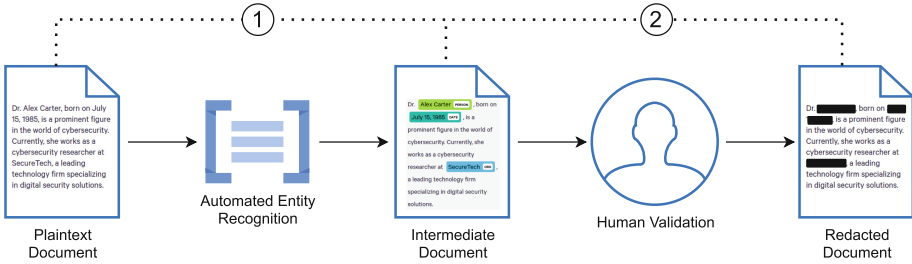 1
2
Dr. Alex Carter, born on July
15, 1985, is a prominent figure
in the world of cybersecurity.
Currently, she works as a
cybersecurity researcher at
SecureTech, a leading
technology firm specializing
in digital security solutions.
Plaintext
Document
Automated Entity
Recognition
Dr. Alex Carter PERSON , born on
July 15, 1985 DATE , is a
prominent figure in the world of
cybersecurity. Currently, she
works as a cybersecurity
researcher at SecureTech ORG ,
a leading technology firm
specializing in digital security
solutions.
Intermediate
Document
Human Validation
Dr. , born on
, is a prominent figure
in the world of cybersecurity.
Currently, she works as a
cybersecurity researcher at
, a leading
technology firm specializing
in digital security solutions.
Redacted
Document